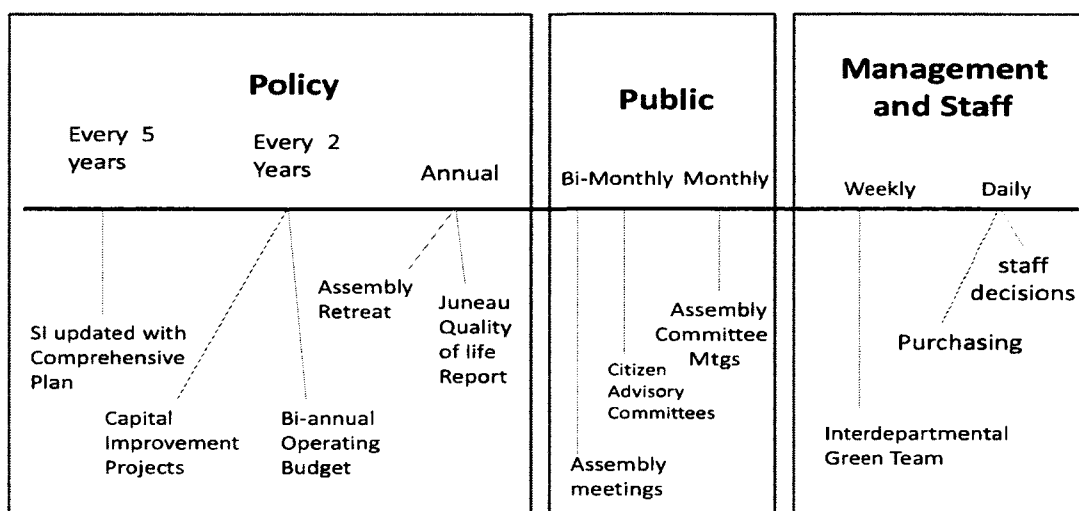 Policy
Every 5
years
Every 2
Years
Annual
SI updated with
Comprehensive
Plan
Capital
Improvement
Projects
Bi-annual
Operating
Budget
Assembly
Retreat
Juneau
Quality
of life
Report
Public
Bi-Monthly
Monthly
Assembly
meetings
Citizen
Advisory
Committees
Assembly
Committee
Mtgs
Management
and Staff
Weekly
Daily
Interdepartmental
Green Team
Purchasing
staff
decisions